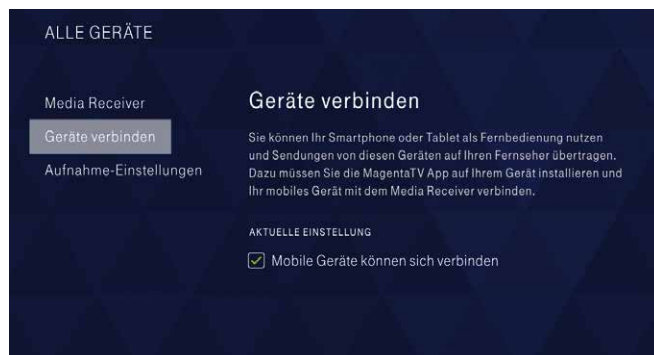 ALLE GERÄTE
Media Receiver
Geräte verbinden
Aufnahme-Einstellungen
Geräte verbinden
Sie können Ihr Smartphone oder Tablet als Fernbedienung nutzen
und Sendungen von diesen Geräten auf Ihren Fernseher übertragen.
Dazu müssen Sie die MagentaTV App auf Ihrem Gerät installieren und
Ihr mobiles Gerät mit dem Media Receiver verbinden.
AKTUELLE EINSTELLUNG
Mobile Geräte können sich verbinden